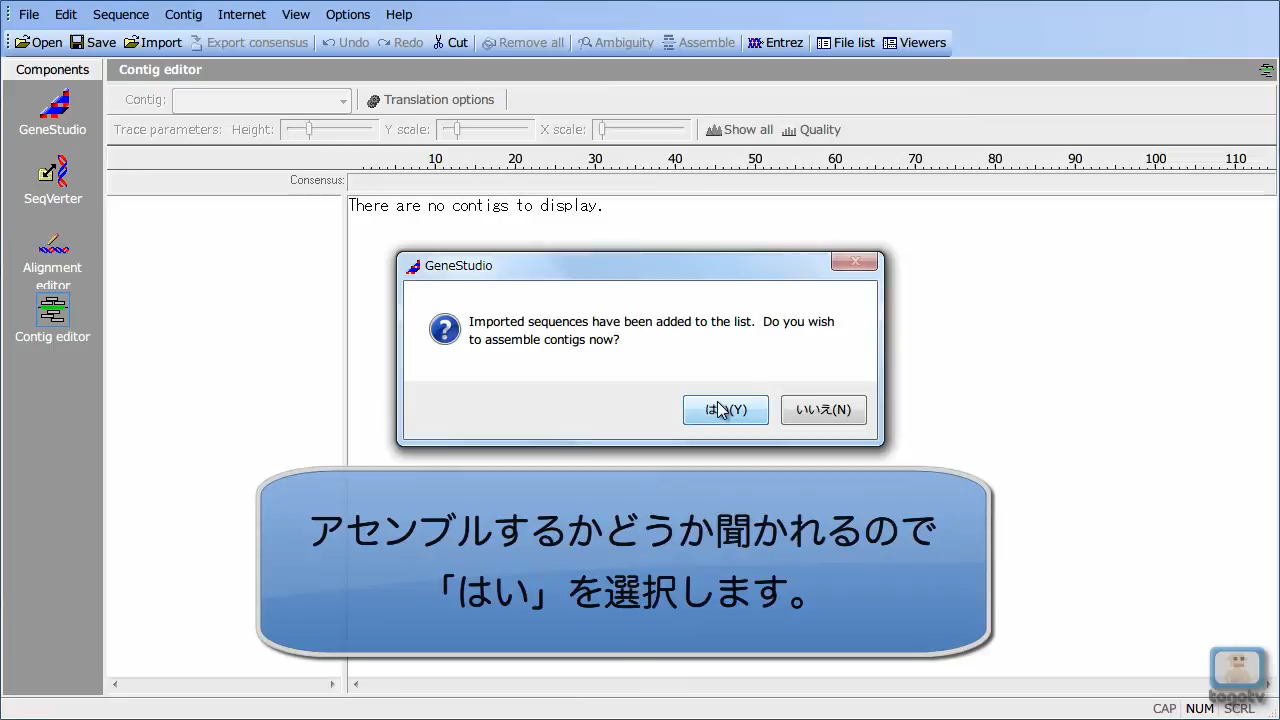 File Edit Sequence Contig Internet View Options Help
Open Save Import Export consensus Undo Redo Cut Remove all Ambiguity Assemble Entrez File list Viewers
Components Contig editor
Contig: Translation options
GeneStudio Trace parameters: Height: Y scale: X scale: Show all Quality
10 20 30 40 50 60 70 80 90 100 110
Consensus:
SeqVerter
There are no contigs to display.
Alignment
editor
Contig editor
GeneStudio
Imported sequences have been added to the list. Do you wish
to assemble contigs now?
はい(Y) いいえ(N)
アセンブルするかどうか聞かれるので
「はい」を選択します。
togotv
CAP NUM SCRL